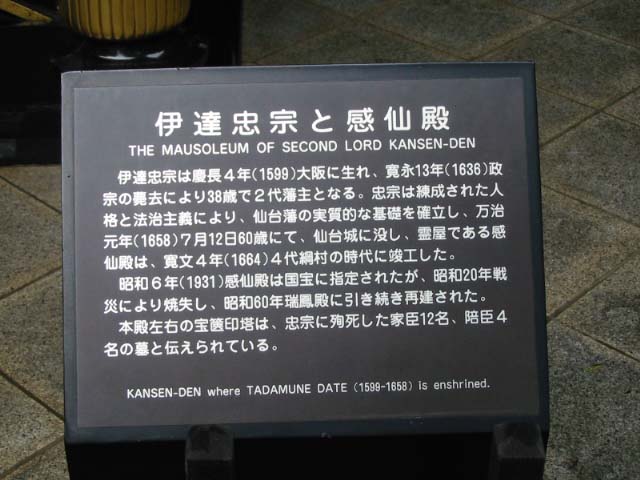 伊達忠宗と感仙殿
THE MAUSOLEUM OF SECOND LORD KANSEN-DEN
伊達忠宗は慶長4年(1599)大阪に生れ、寛永13年(1636)政
宗の薨去により38歳で2代藩主となる。忠宗は練成された人
格と法治主義により、仙台藩の実質的な基礎を確立し、万治
元年(1658)7月12日60歳にて、仙台城に没し、霊屋である感
仙殿は、寛文4年(1664)4代綱村の時代に竣工した。
昭和6年(1931)感仙殿は国宝に指定されたが、昭和20年戦
災により焼失し、昭和60年瑞鳳殿に引き続き再建された。
本殿左右の宝篋印塔は、忠宗に殉死した家臣12名、陪臣4
名の墓と伝えられている。
KANSEN-DEN where TADAMUNE DATE (1599-1658) is enshrined.